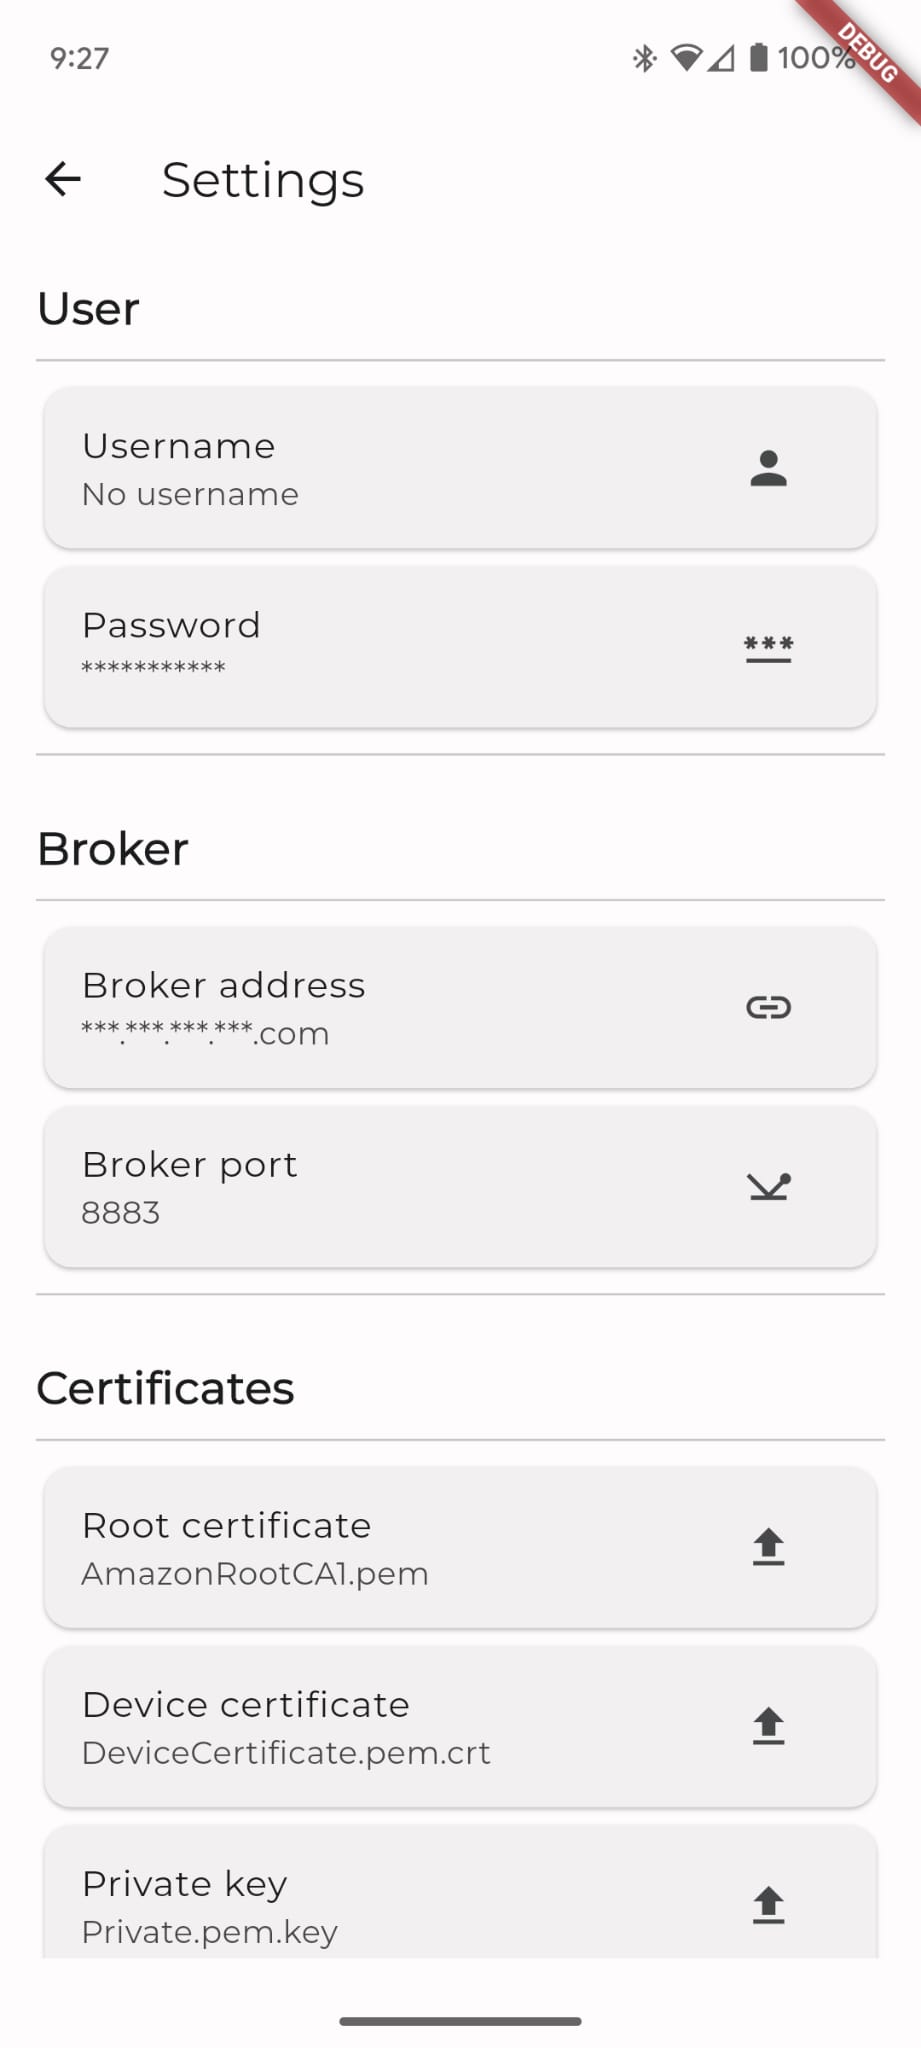 9:27
100%
DEBUG
Settings
User
Username
No username
Password
***********
***
Broker
Broker address
***.***.***.***.com
Broker port
8883
Certificates
Root certificate
AmazonRootCA1.pem
Device certificate
DeviceCertificate.pem.crt
Private key
Private.pem.key